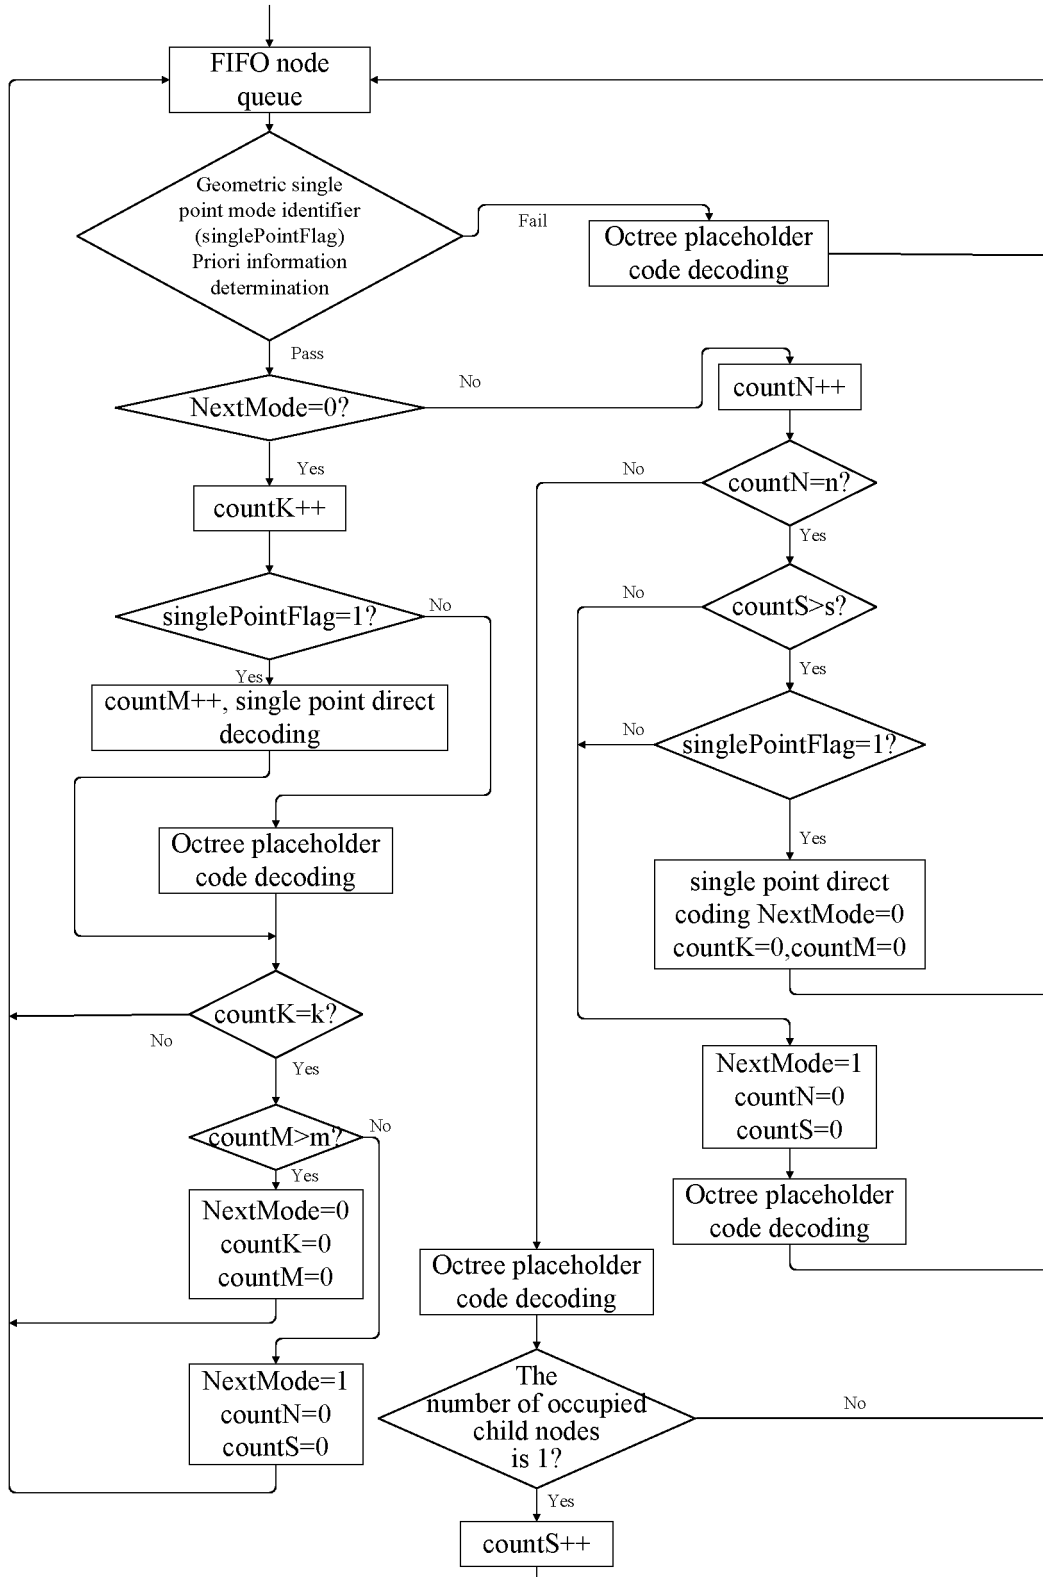 FIFO node
queue
Geometric single
point mode identifier
(singlePointFlag)
Priori information
determination
Fail
Octree placeholder
code decoding
Pass
NextMode=0?
No
countN++
Yes
countK++
No
countN=n?
Yes
singlePointFlag=1?
No
Yes
countM++, single point direct
decoding
No
countS>s?
Yes
No
singlePointFlag=1?
Yes
Octree placeholder
code decoding
single point direct
coding NextMode=0
countK=0,countM=0
countK=k?
No
Yes
countM>m?
No
Yes
NextMode=0
countK=0
countM=0
NextMode=1
countN=0
countS=0
NextMode=1
countN=0
countS=0
Octree placeholder
code decoding
Octree placeholder
code decoding
The
number of occupied
child nodes
is 1?
No
Yes
countS++